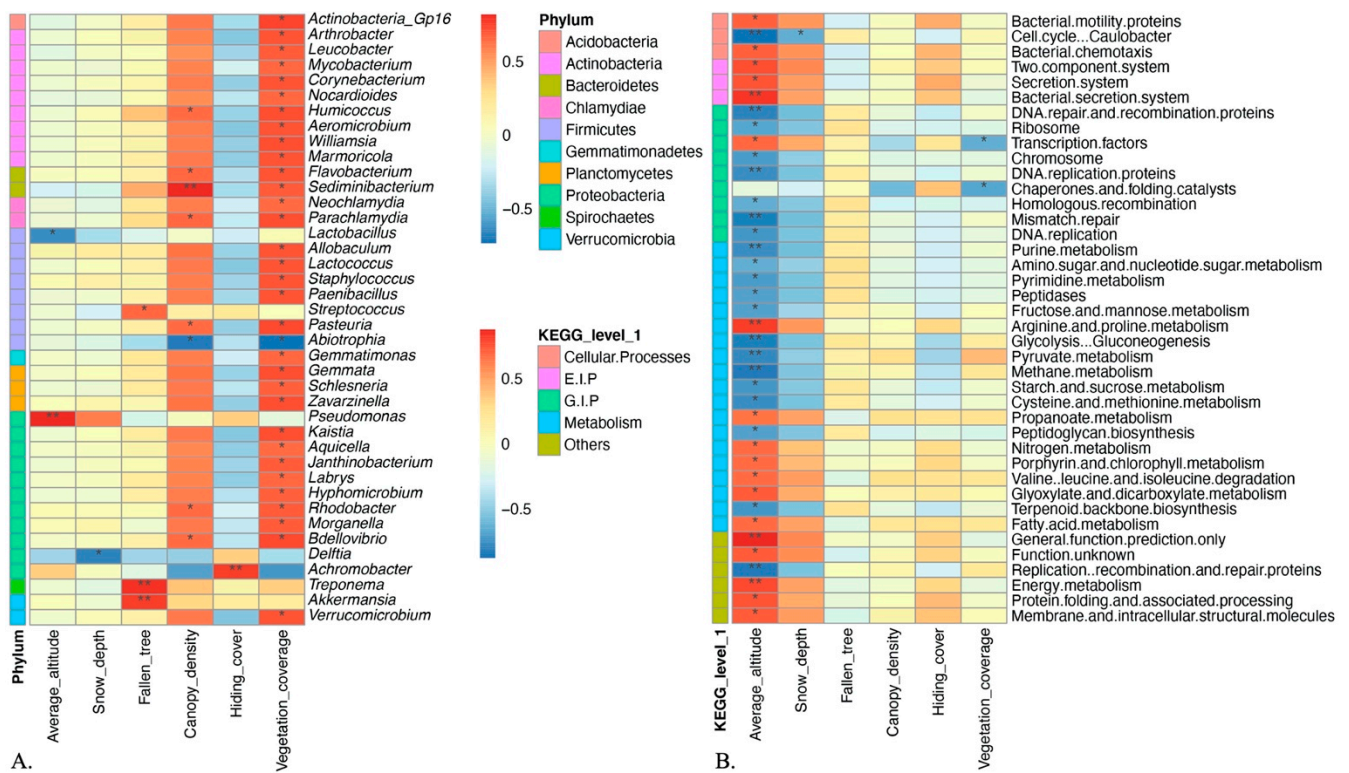 Actinobacteria_Gp16
Arthrobacter
Leucobacter
Mycobacterium
Corynebacterium
Nocardioides
Humicoccus
Aeromicrobium
Williamsia
Marmoricola
Flavobacterium
Sediminibacterium
Neochlamydia
Parachlamydia
Lactobacillus
Allobaculum
Lactococcus
Staphylococcus
Paenibacillus
Streptococcus
Pasteuria
Abiotrophia
Gemmatimonas
Gemmata
Schlesneria
Zavarzinella
Pseudomonas
Kaistia
Aquicella
Janthinobacterium
Labrys
Hyphomicrobium
Rhodobacter
Morganella
Bdellovibrio
Delftia
Achromobacter
Treponema
Akkermansia
Verrucomicrobium
Phylum
Average_altitude
Snow_depth
Fallen_tree
Canopy_density
Hiding_cover
Vegetation_coverage
A.
0.5
0
−0.5
Phylum
Acidobacteria
Actinobacteria
Bacteroidetes
Chlamydiae
Firmicutes
Gemmatimonadetes
Planctomycetes
Proteobacteria
Spirochaetes
Verrucomicrobia
0.5
0
−0.5
KEGG_level_1
Cellular.Processes
E.I.P
G.I.P
Metabolism
Others
Bacterial.motility.proteins
Cell.cycle...Caulobacter
Bacterial.chemotaxis
Two.component.system
Secretion.system
Bacterial.secretion.system
DNA.repair.and.recombination.proteins
Ribosome
Transcription.factors
Chromosome
DNA.replication.proteins
Chaperones.and.folding.catalysts
Homologous.recombination
Mismatch.repair
DNA.replication
Purine.metabolism
Amino.sugar.and.nucleotide.sugar.metabolism
Pyrimidine.metabolism
Peptidases
Fructose.and.mannose.metabolism
Arginine.and.proline.metabolism
Glycolysis...Gluconeogenesis
Pyruvate.metabolism
Methane.metabolism
Starch.and.sucrose.metabolism
Cysteine.and.methionine.metabolism
Propanoate.metabolism
Peptidoglycan.biosynthesis
Nitrogen.metabolism
Porphyrin.and.chlorophyll.metabolism
Valine..leucine.and.isoleucine.degradation
Glyoxylate.and.dicarboxylate.metabolism
Terpenoid.backbone.biosynthesis
Fatty.acid.metabolism
General.function.prediction.only
Function.unknown
Replication..recombination.and.repair.proteins
Energy.metabolism
Protein.folding.and.associated.processing
Membrane.and.intracellular.structural.molecules
KEGG_level_1
Average_altitude
Snow_depth
Fallen_tree
Canopy_density
Hiding_cover
Vegetation_coverage
B.